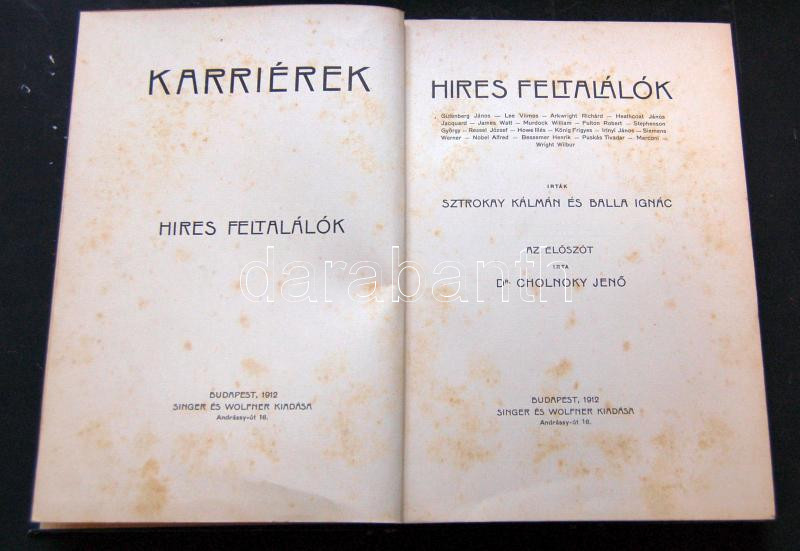 KARRIÉREK
HIRES FELTALÁLÓK
BUDAPEST, 1912
SINGER ÉS WOLFNER KIADÁSA
Andrássy-út 16.
HIRES FELTALÁLÓK
Gutenberg János — Lee Vilmos — Arkwright Richárd — Heathcoat János
Jacquard — James Watt — Murdock William — Fulton Robert — Stephenson
György — Ressel József — Howe Illés — König Frigyes — Irinyi János — Siemens
Werner — Nobel Alfred — Bessemer Henrik — Puskás Tivadar — Marconi —
Wright Wilbur
IRTÁK
SZTROKAY KÁLMÁN ÉS BALLA IGNÁC
AZ ELŐSZÓT
IRTA
DR. CHOLNOKY JENŐ
BUDAPEST, 1912
SINGER ÉS WOLFNER KIADÁSA
Andrássy-út 16.
darabanth